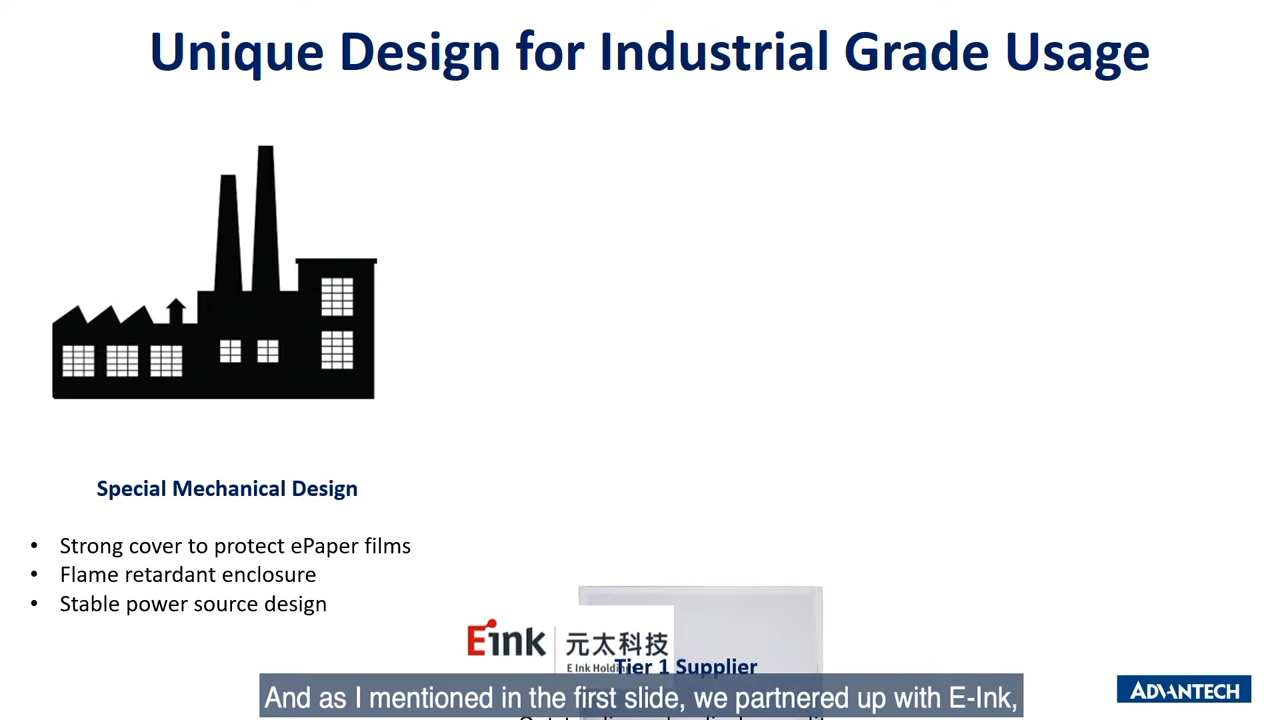 Unique Design for Industrial Grade Usage
Special Mechanical Design
• Strong cover to protect ePaper films
• Flame retardant enclosure
• Stable power source design
Eink 元太科技
E Ink Holdings
Tier 1 Supplier
And as I mentioned in the first slide, we partnered up with E-Ink,
ADVANTECH